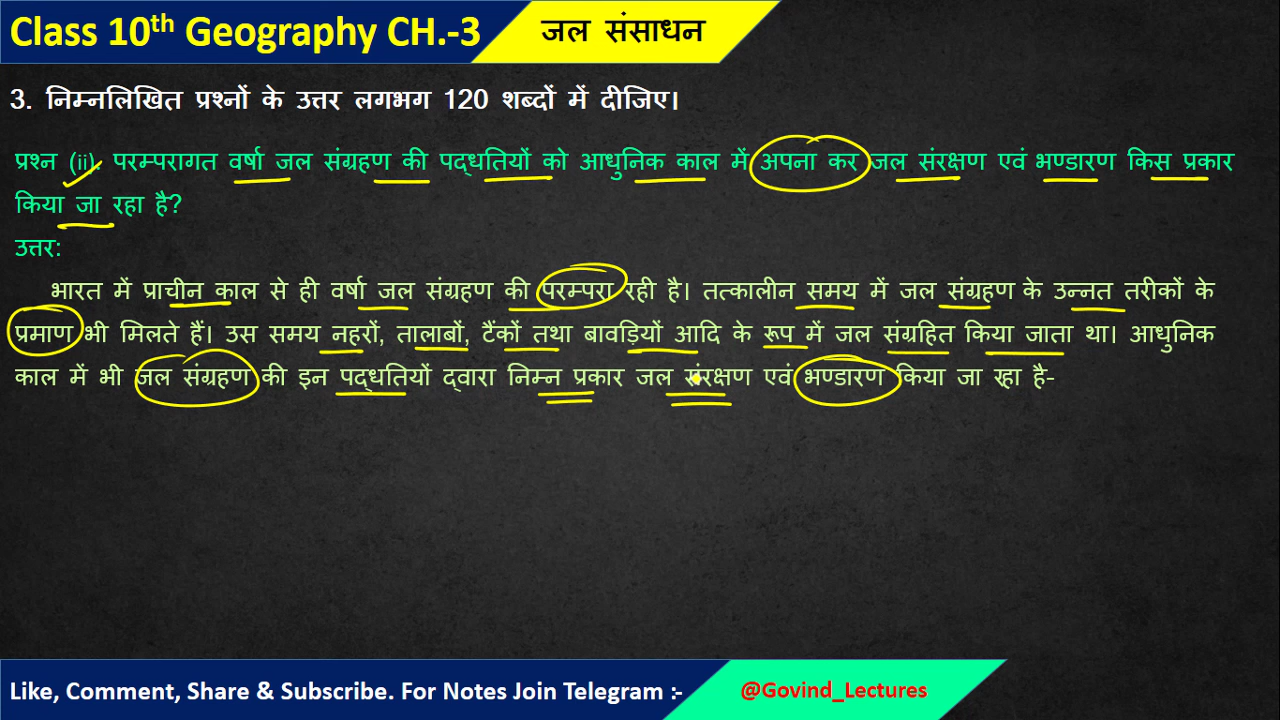 Class 10th Geography CH.-3
जल संसाधन
3. निम्नलिखित प्रश्नों के उत्तर लगभग 120 शब्दों में दीजिए।
प्रश्न (ii). परम्परागत वर्षा जल संग्रहण की पद्धतियों को आधुनिक काल में अपना कर जल संरक्षण एवं भण्डारण किस प्रकार
किया जा रहा है?
उत्तर:
भारत में प्राचीन काल से ही वर्षा जल संग्रहण की परम्परा रही है। तत्कालीन समय में जल संग्रहण के उन्नत तरीकों के
प्रमाण भी मिलते हैं। उस समय नहरों, तालाबों, टैंकों तथा बावड़ियों आदि के रूप में जल संग्रहित किया जाता था। आधुनिक
काल में भी जल संग्रहण की इन पद्धतियों द्वारा निम्न प्रकार जल संरक्षण एवं भण्डारण किया जा रहा है-
Like, Comment, Share & Subscribe. For Notes Join Telegram :-
@Govind_Lectures